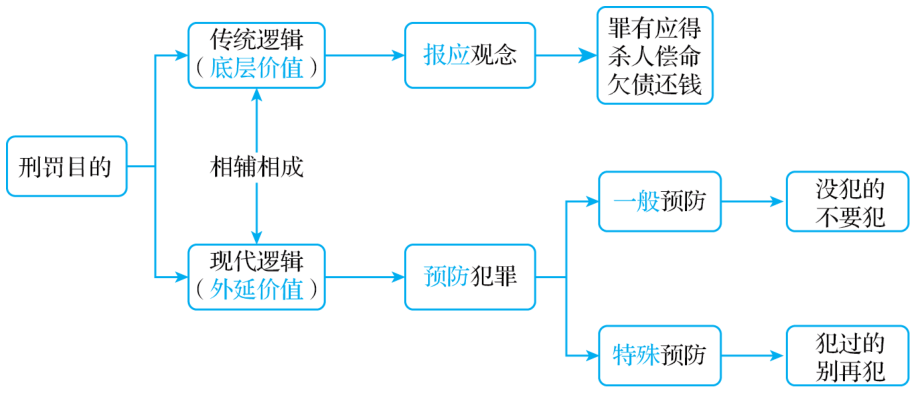 刑罚目的
传统逻辑
（底层价值）
报应观念
罪有应得
杀人偿命
欠债还钱
相辅相成
现代逻辑
（外延价值）
预防犯罪
一般预防
没犯的
不要犯
特殊预防
犯过的
别再犯